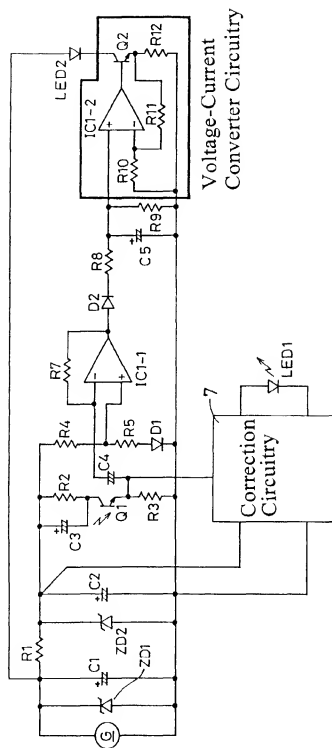 G
ZD1
C1
R1
ZD2
C2
C3
R2
Q1
R3
C4
R4
R5
D1
R7
IC1-1
D2
R8
C5
R9
IC1-2
R10
R11
Q2
R12
LED2
Voltage-Current
Converter Circuitry
7
Correction
Circuitry
LED1